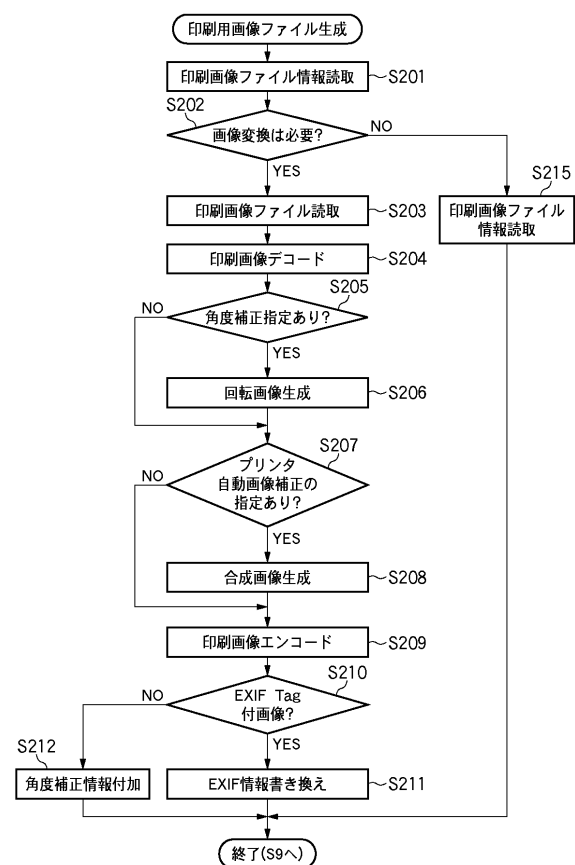 印刷用画像ファイル生成
印刷画像ファイル情報読取
S201
S202
画像変換は必要?
NO
YES
S215
印刷画像ファイル
情報読取
印刷画像ファイル読取
S203
印刷画像デコード
S204
S205
NO
角度補正指定あり?
YES
回転画像生成
S206
S207
NO
プリンタ
自動画像補正の
指定あり?
YES
合成画像生成
S208
印刷画像エンコード
S209
S210
NO
EXIF Tag
付画像?
YES
S212
角度補正情報付加
EXIF情報書き換え
S211
終了(S9へ)